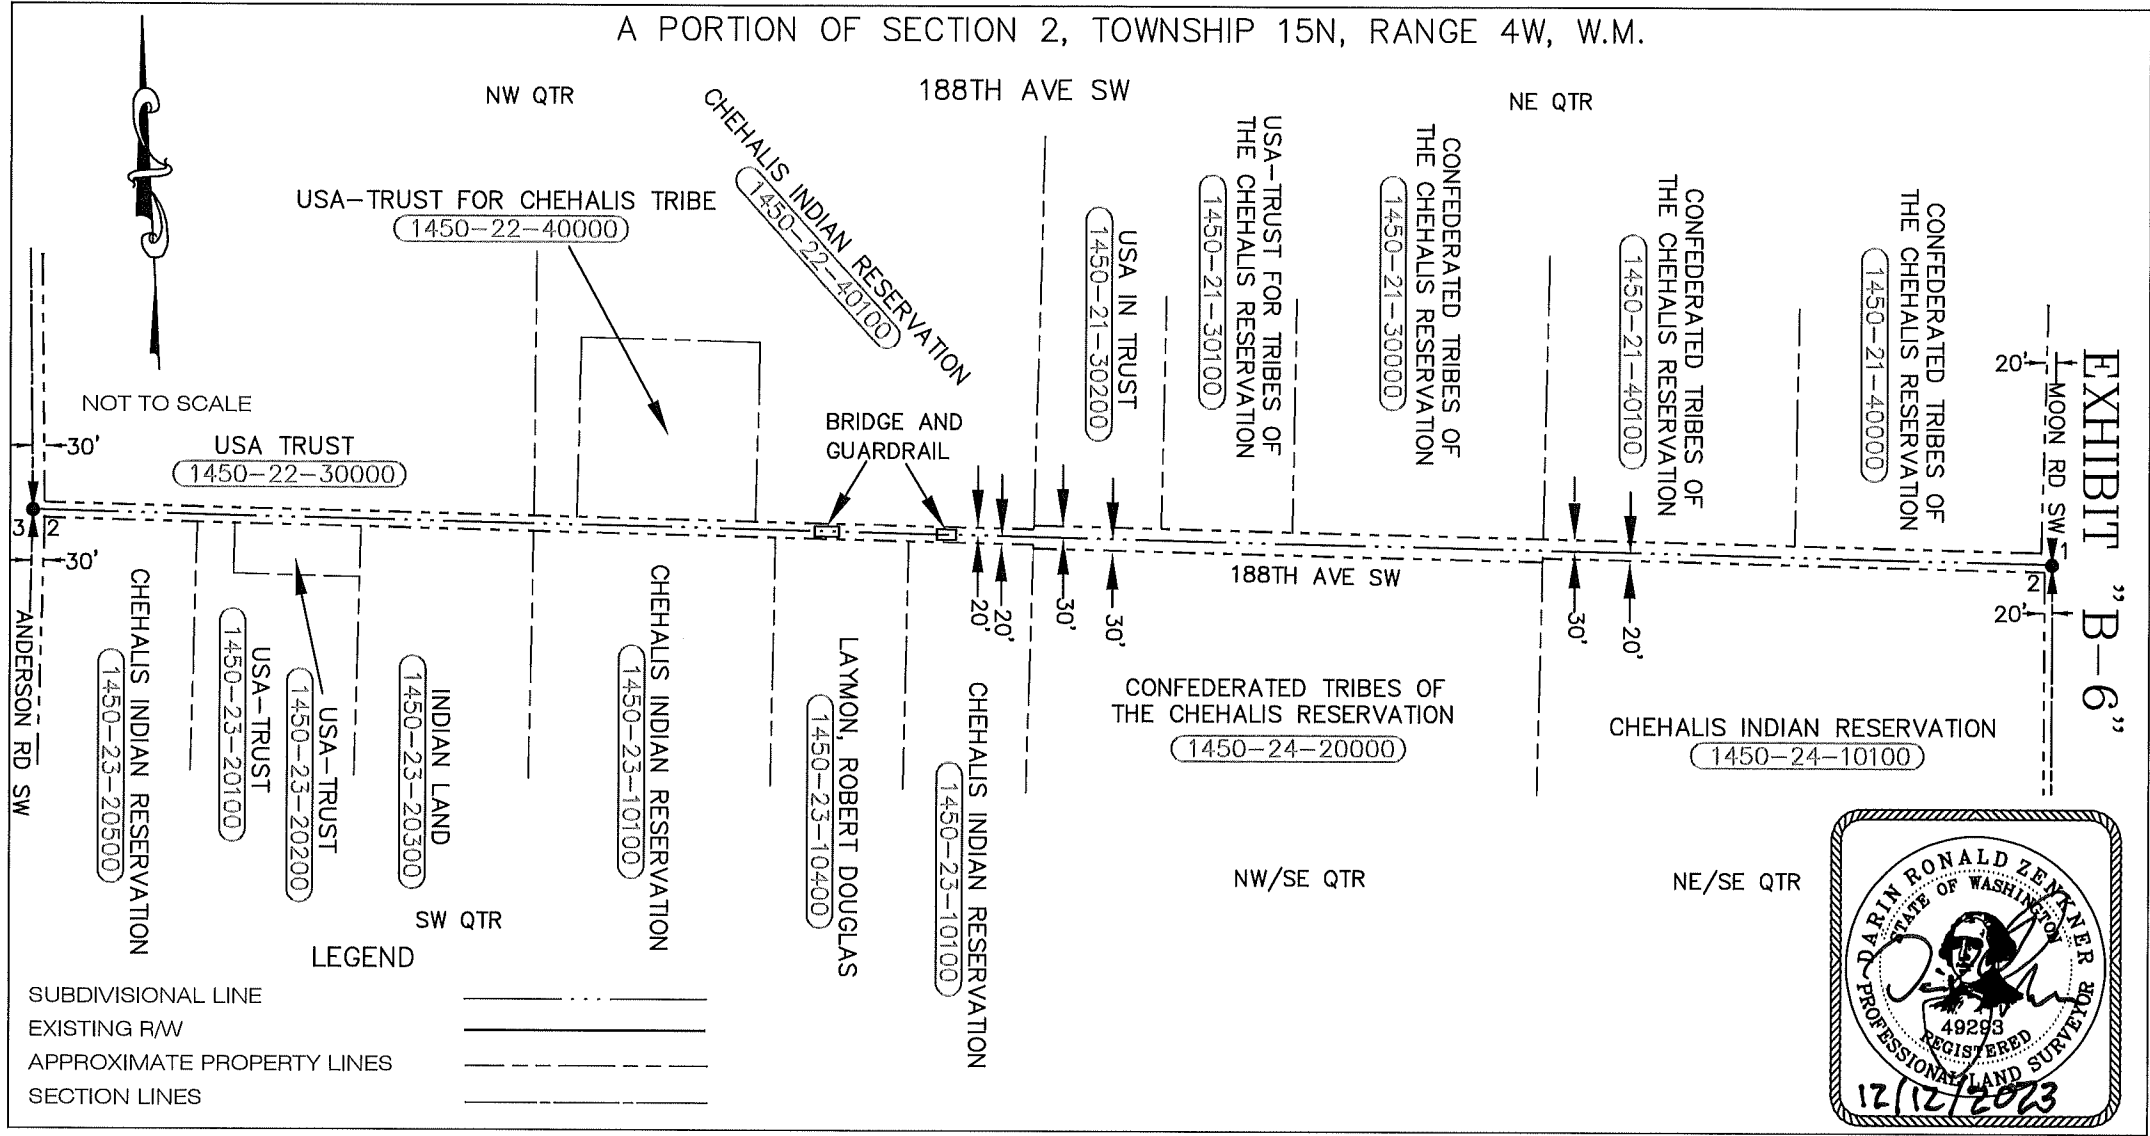 A PORTION OF SECTION 2, TOWNSHIP 15N, RANGE 4W, W.M.
188TH AVE SW
NW QTR
NE QTR
EXHIBIT "B-6"
USA-TRUST FOR CHEHALIS TRIBE
1450-22-40000
CHEHALIS INDIAN RESERVATION
1450-22-40100
USA IN TRUST
1450-21-30200
USA-TRUST FOR TRIBES OF
THE CHEHALIS RESERVATION
1450-21-30100
CONFEDERATED TRIBES OF
THE CHEHALIS RESERVATION
1450-21-30000
CONFEDERATED TRIBES OF
THE CHEHALIS RESERVATION
1450-21-40100
CONFEDERATED TRIBES OF
THE CHEHALIS RESERVATION
1450-21-40000
20'
MOON RD SW
NOT TO SCALE
30'
USA TRUST
1450-22-30000
BRIDGE AND
GUARDRAIL
3 2
30'
1
2
20'
188TH AVE SW
20'
20'
30'
30'
30'
20'
ANDERSON RD SW
CHEHALIS INDIAN RESERVATION
1450-23-20500
USA-TRUST
1450-23-20100
USA-TRUST
1450-23-20200
INDIAN LAND
1450-23-20300
CHEHALIS INDIAN RESERVATION
1450-23-10100
LAYMON, ROBERT DOUGLAS
1450-23-10400
CHEHALIS INDIAN RESERVATION
1450-23-10100
CONFEDERATED TRIBES OF
THE CHEHALIS RESERVATION
1450-24-20000
CHEHALIS INDIAN RESERVATION
1450-24-10100
SW QTR
NW/SE QTR
NE/SE QTR
LEGEND
SUBDIVISIONAL LINE
EXISTING R/W
APPROXIMATE PROPERTY LINES
SECTION LINES
DARIN RONALD ZENKNER
STATE OF WASHINGTON
49293
REGISTERED
PROFESSIONAL LAND SURVEYOR
12/12/2023